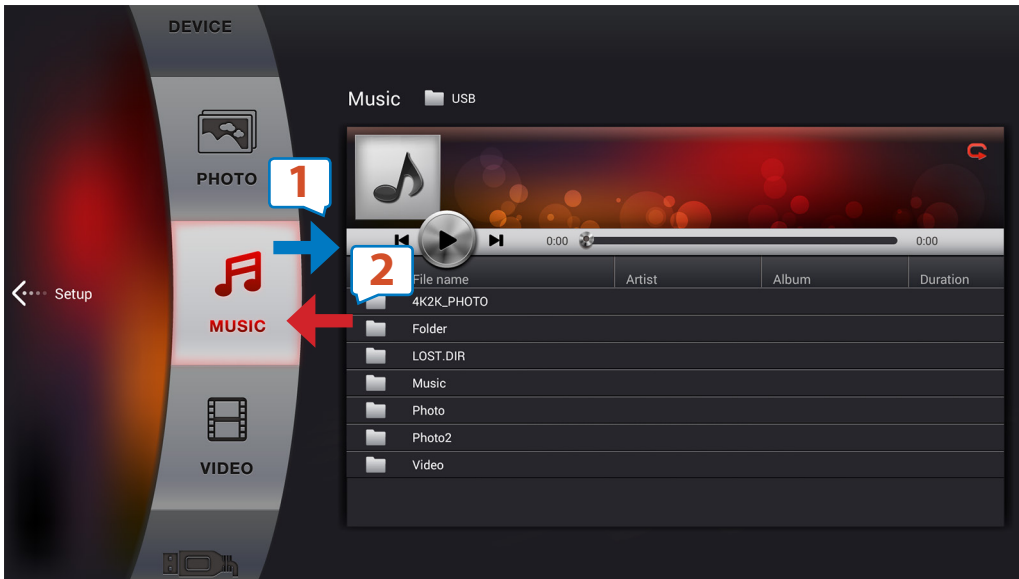 DEVICE
PHOTO
MUSIC
VIDEO
Setup
1
2
Music USB
0:00 0:00
File name Artist Album Duration
4K2K_PHOTO
Folder
LOST.DIR
Music
Photo
Photo2
Video